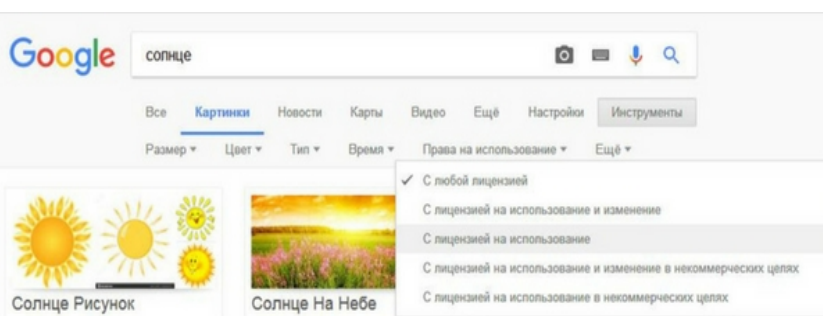 Google солнце
Все Картинки Новости Карты Видео Ещё Настройки Инструменты
Размер Цвет Тип Время Права на использование Ещё
С любой лицензией
С лицензией на использование и изменение
С лицензией на использование
С лицензией на использование и изменение в некоммерческих целях
С лицензией на использование в некоммерческих целях
Солнце Рисунок
Солнце На Небе